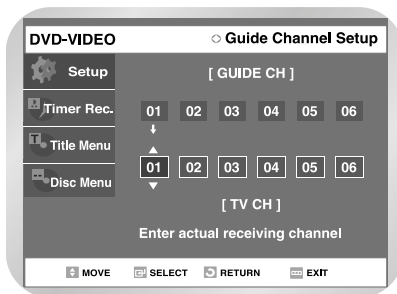 DVD-VIDEO Guide Channel Setup
Setup
[ GUIDE CH ]
Timer Rec.
01 02 03 04 05 06
Title Menu
01 02 03 04 05 06
Disc Menu
[ TV CH ]
Enter actual receiving channel
MOVE SELECT RETURN EXIT